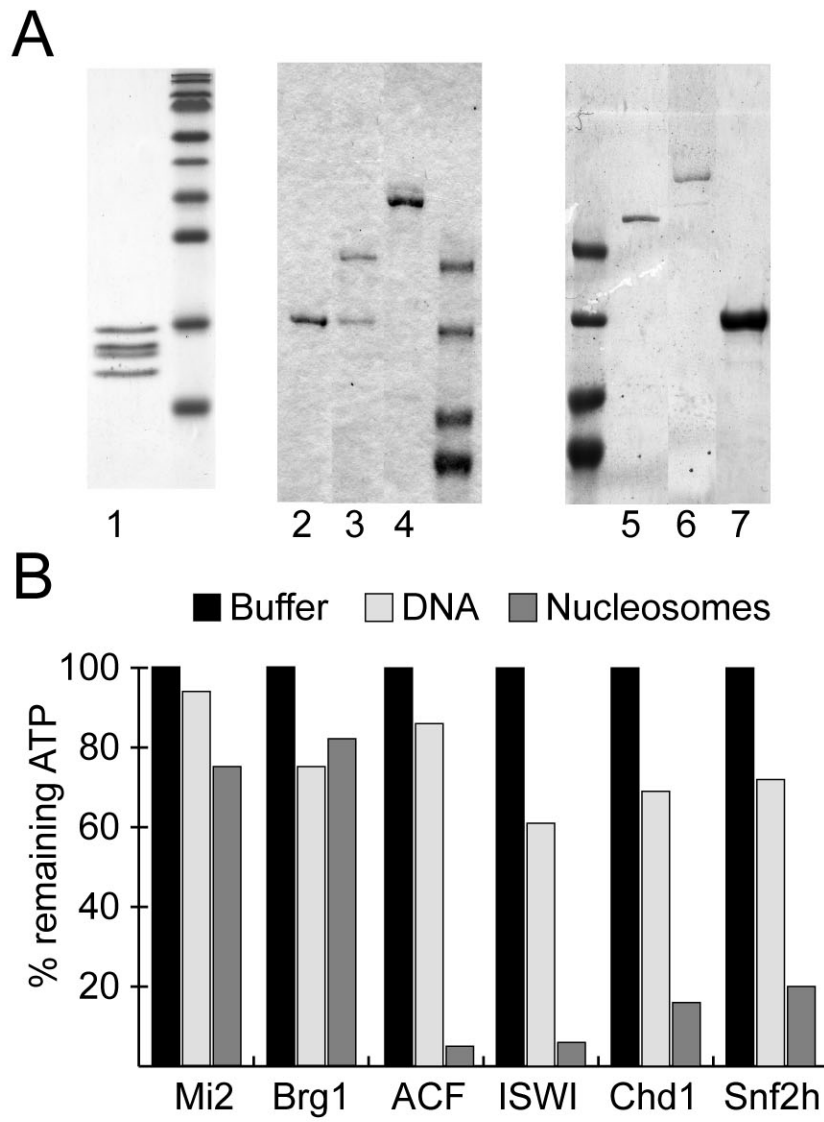 A
1 2 3 4 5 6 7
B
Buffer DNA Nucleosomes
% remaining ATP
100
80
60
40
20
Mi2 Brg1 ACF ISWI Chd1 Snf2h